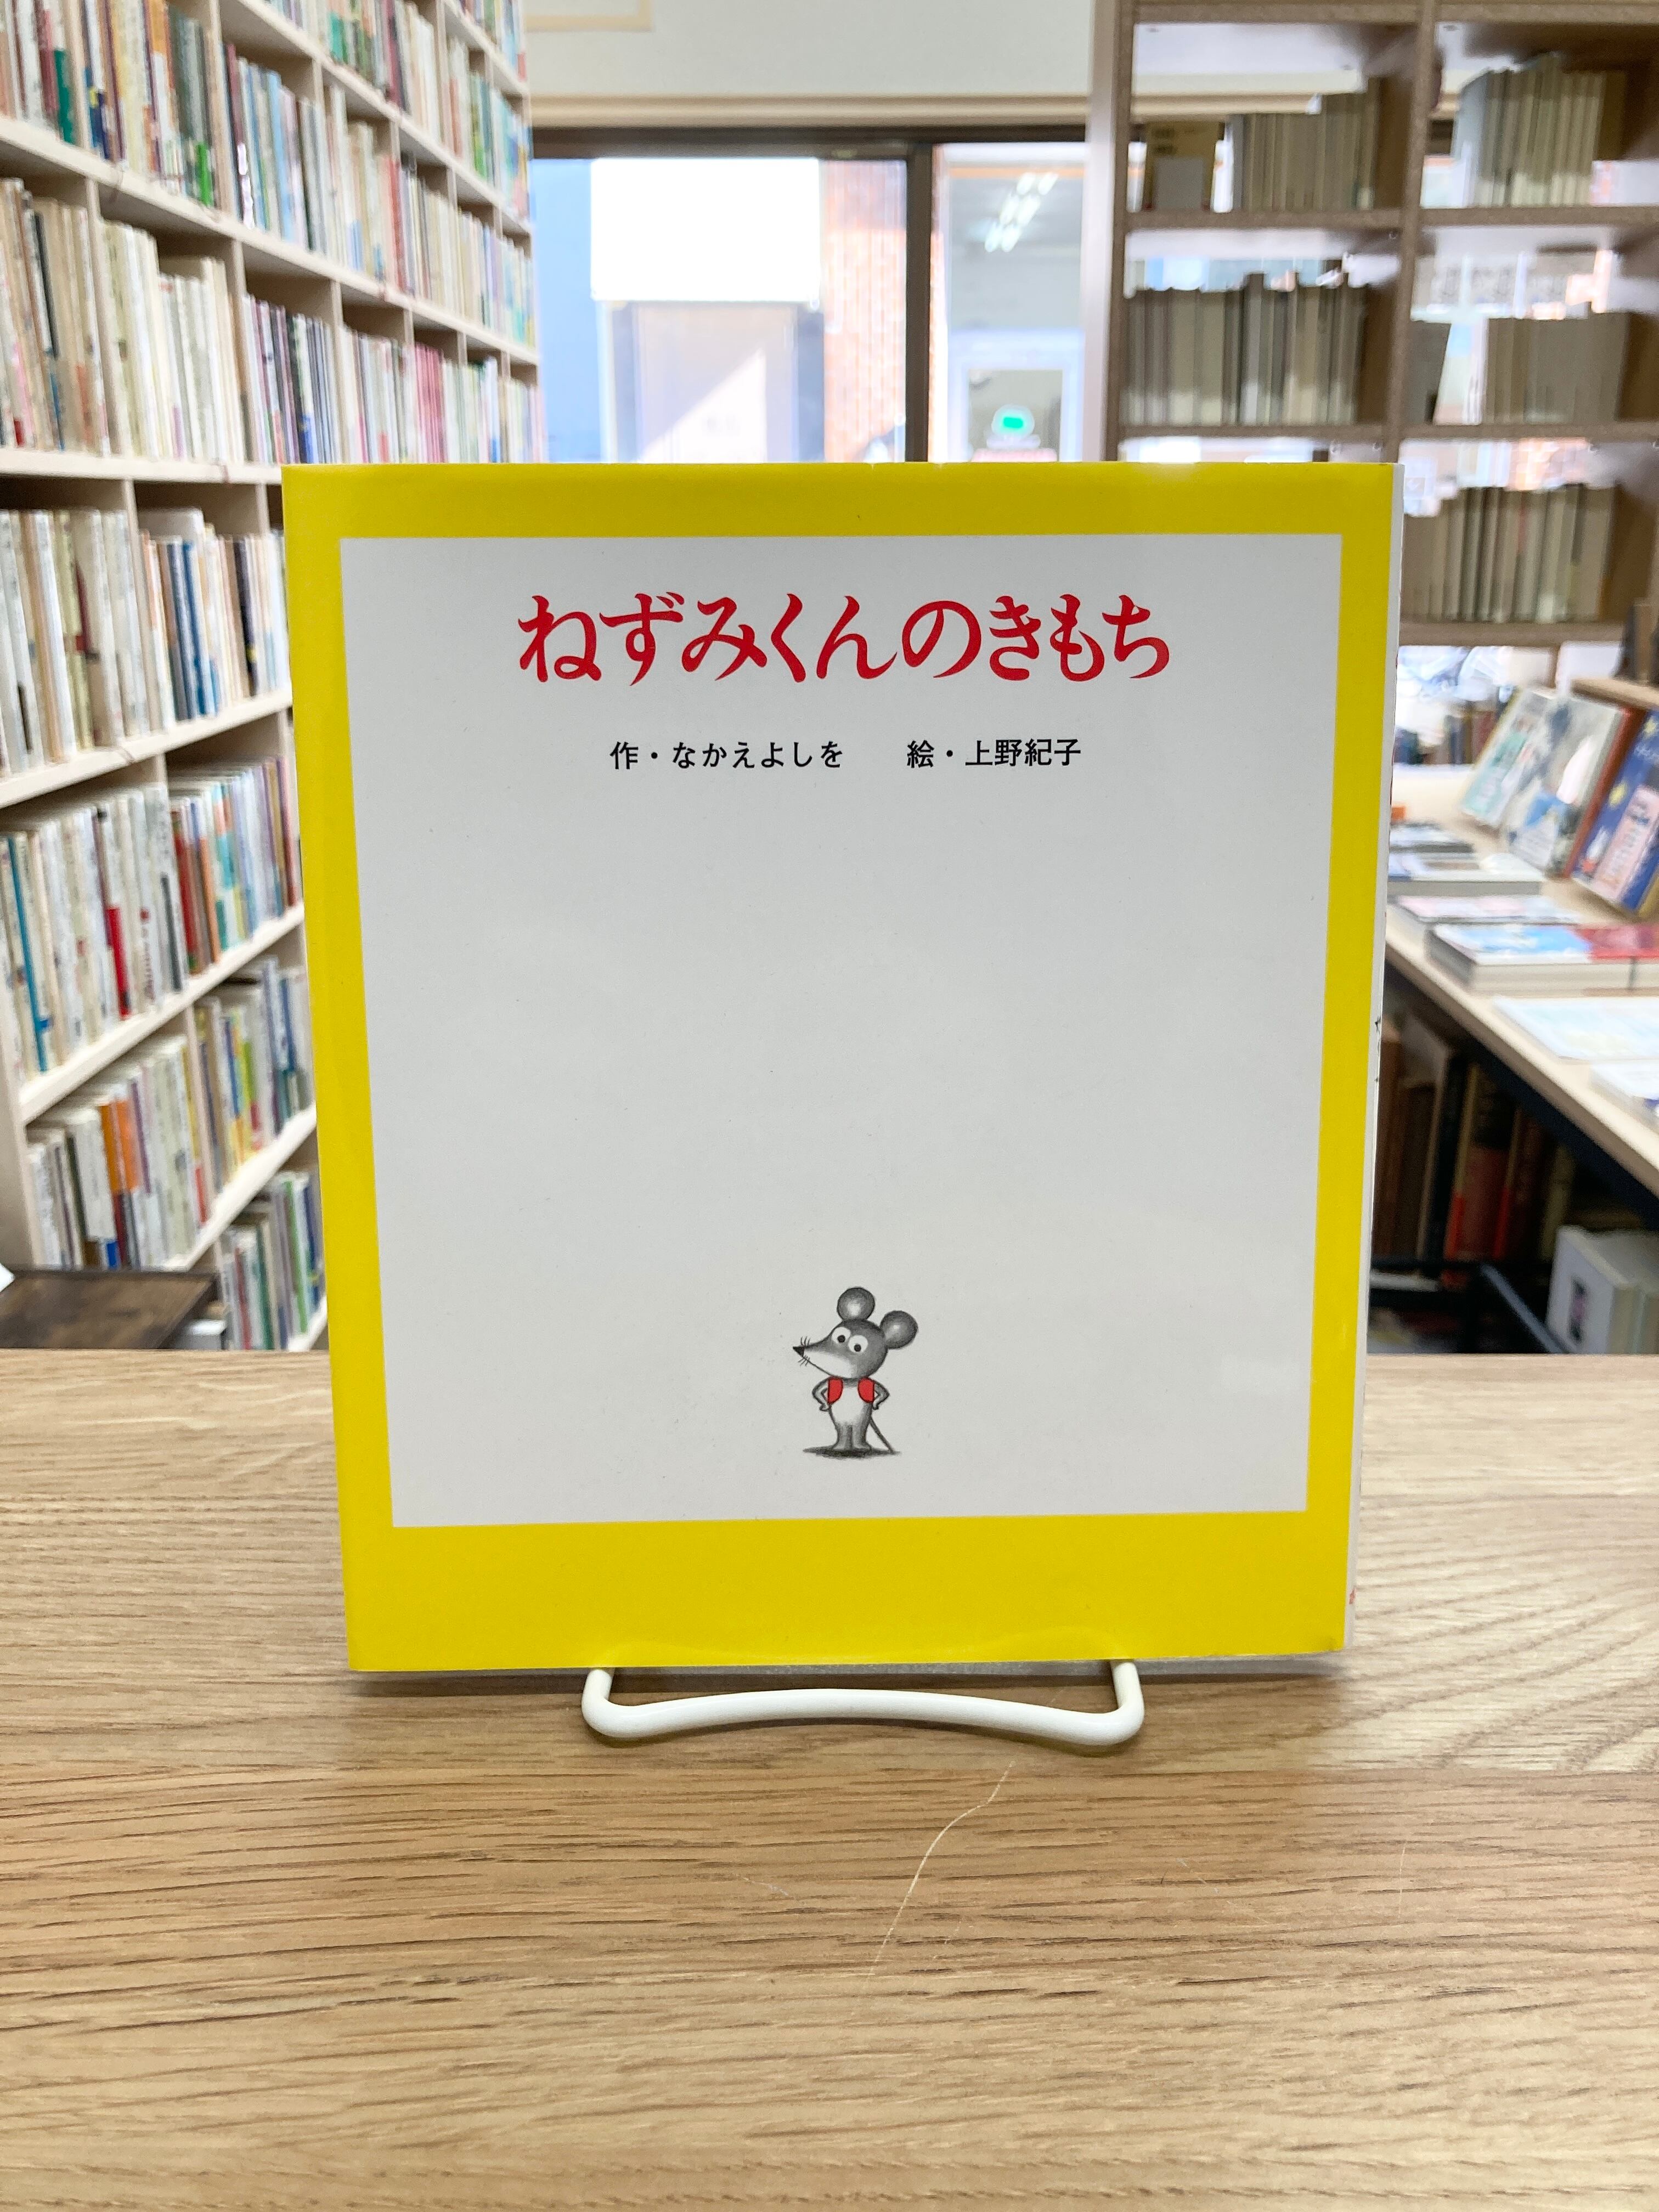 ねずみくんのきもち
作・なかえよしを　　絵・上野紀子